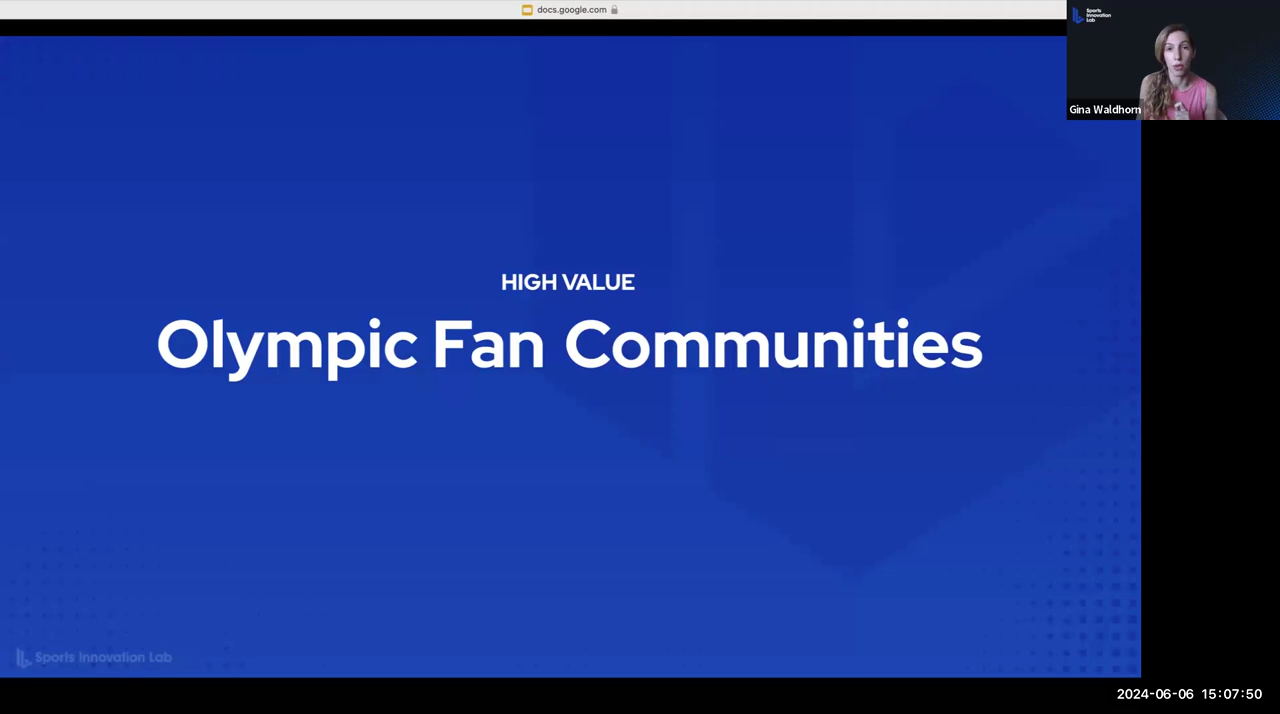 docs.google.com
Sports
Innovation
Lab
Gina Waldhorn
HIGH VALUE
Olympic Fan Communities
Sports Innovation Lab
2024-06-06 15:07:50